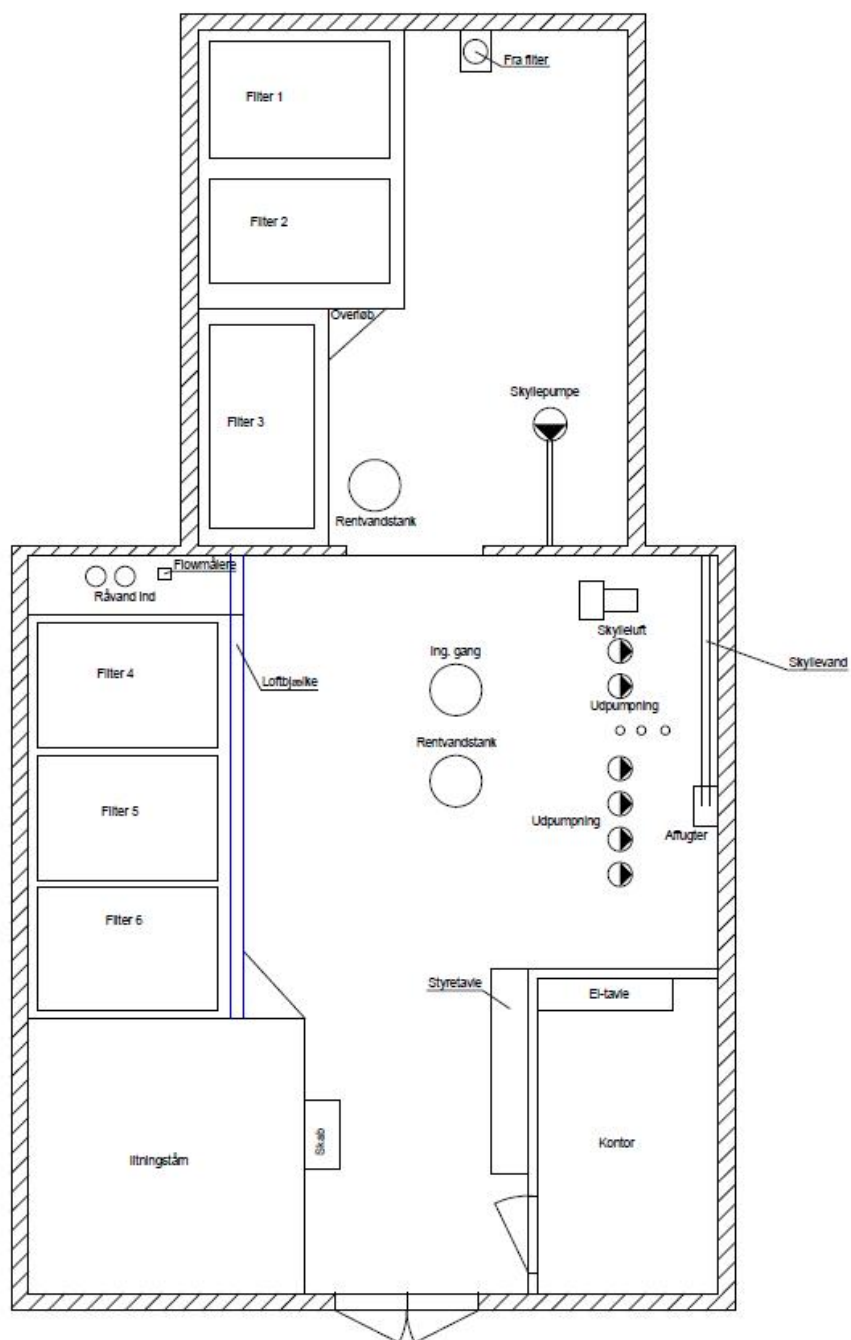 Filter 1
Fra filter
Filter 2
Overløb
Skyllepumpe
Filter 3
Rentvandstank
Flowmålere
Råvand ind
Skylleluft
Ing. gang
Skyllevand
Filter 4
Loftbjælke
Udpumpning
Rentvandstank
Filter 5
Udpumpning
Affugter
Filter 6
Styretavle
El-tavle
Skab
Kontor
Iltningstårn